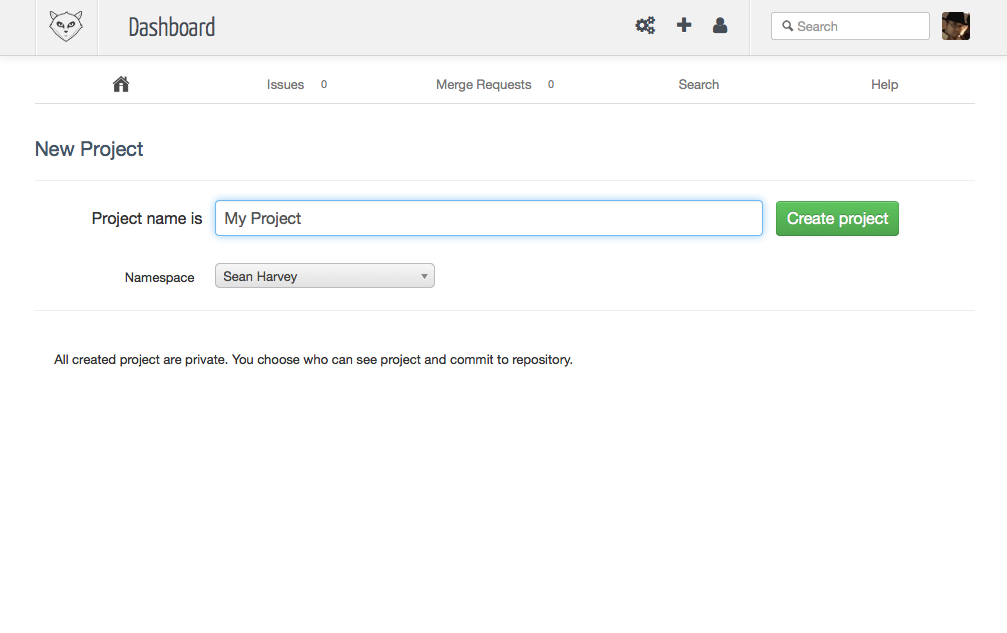 Dashboard
Search
Issues 0
Merge Requests 0
Search
Help
New Project
Project name is
My Project
Create project
Namespace
Sean Harvey
All created project are private. You choose who can see project and commit to repository.